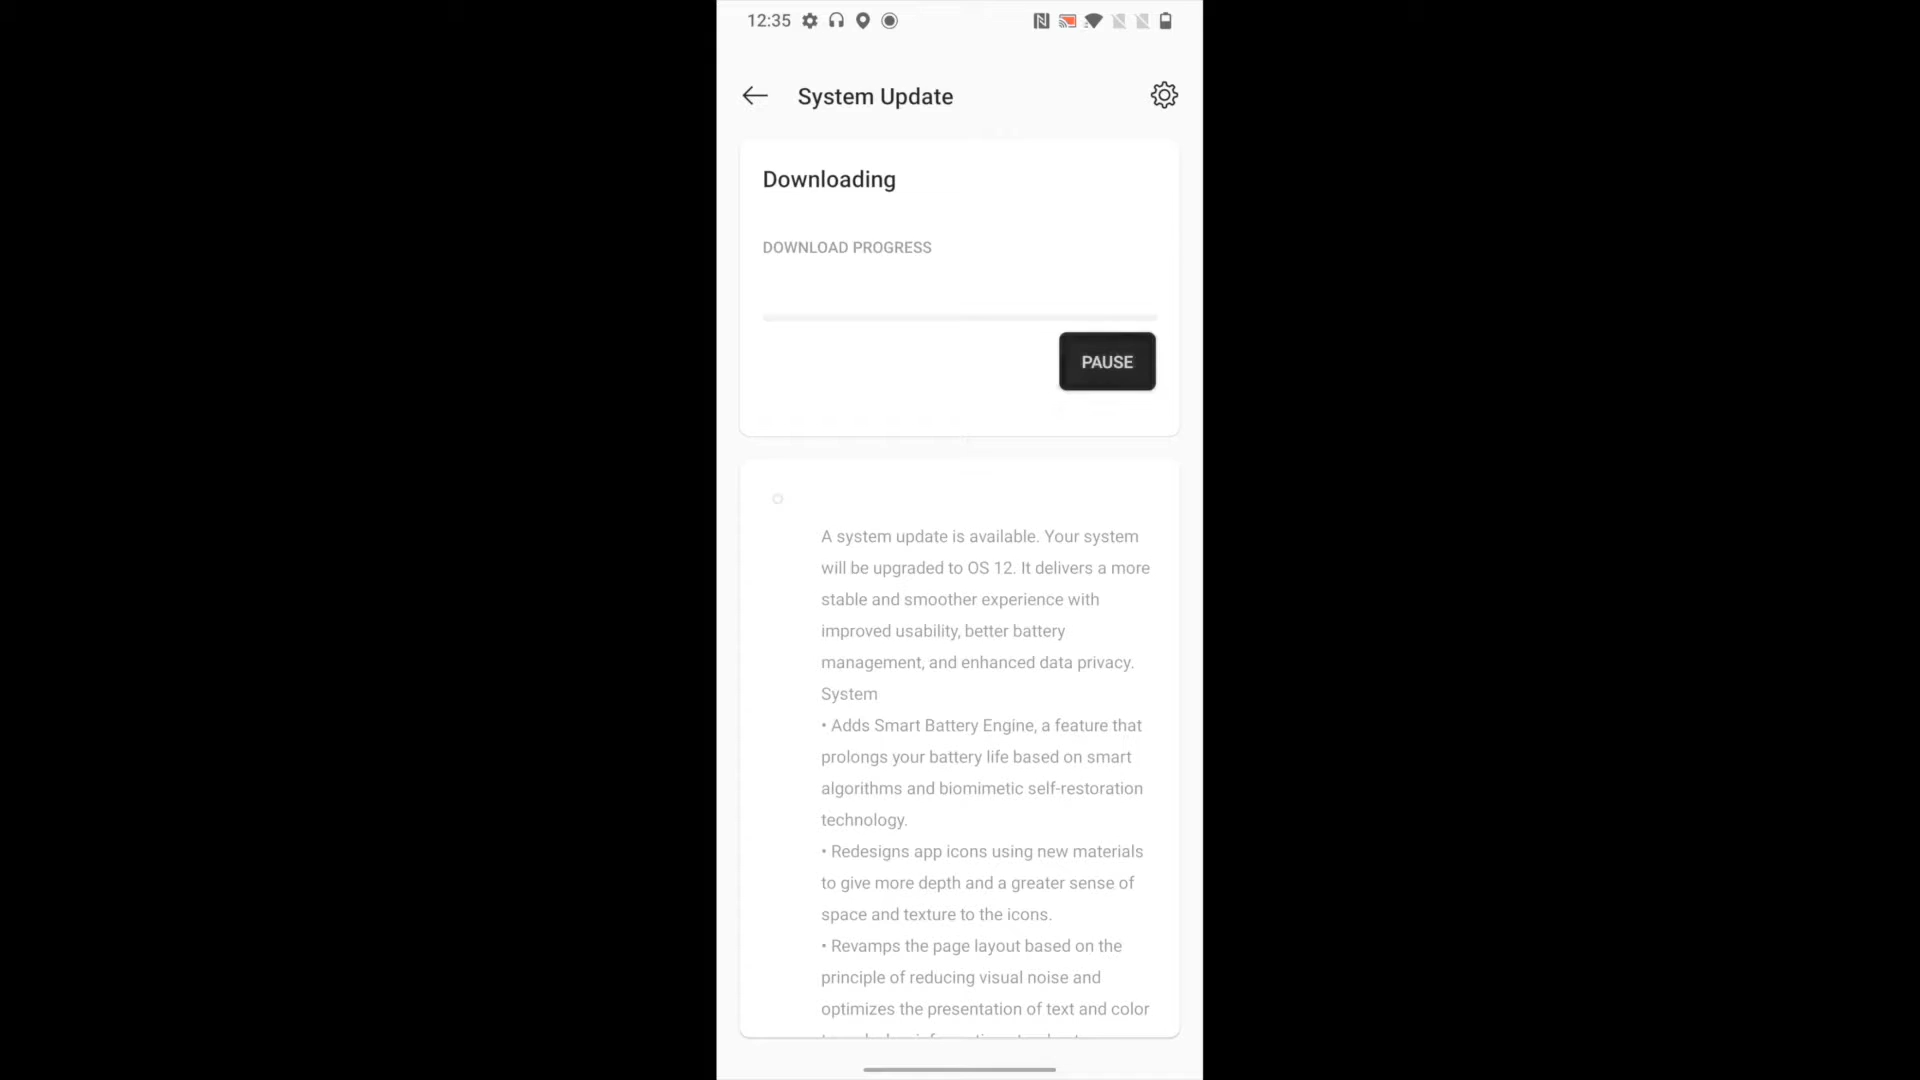 12:35
System Update
Downloading
DOWNLOAD PROGRESS
PAUSE
A system update is available. Your system
will be upgraded to OS 12. It delivers a more
stable and smoother experience with
improved usability, better battery
management, and enhanced data privacy.
System
• Adds Smart Battery Engine, a feature that
prolongs your battery life based on smart
algorithms and biomimetic self-restoration
technology.
• Redesigns app icons using new materials
to give more depth and a greater sense of
space and texture to the icons.
• Revamps the page layout based on the
principle of reducing visual noise and
optimizes the presentation of text and color